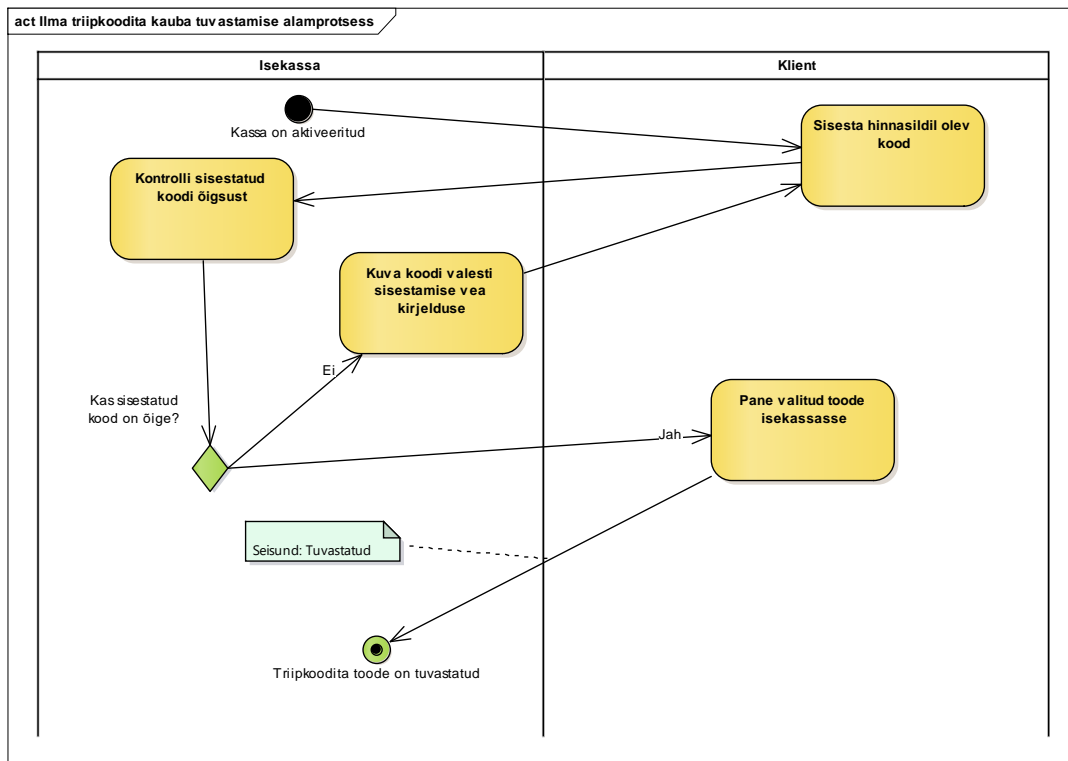 act Ilma triipkoodita kauba tuvastamise alamprotsess
Isekassa
Klient
Kassa on aktiveeritud
Sisesta hinnasildil olev
kood
Kontrolli sisestatud
koodi õigsust
Kuva koodi valesti
sisestamise vea
kirjelduse
Ei
Kas sisestatud
kood on õige?
Pane valitud toode
isekassasse
Jah
Seisund: Tuvastatud
Triipkoodita toode on tuvastatud